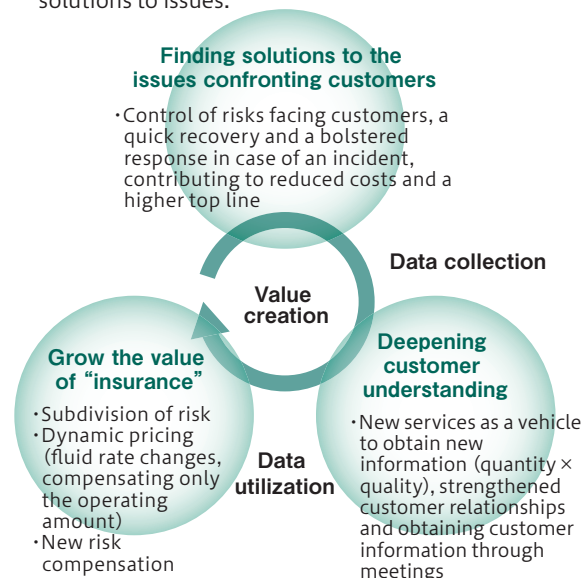 solutions to issues.
Finding solutions to the
issues confronting customers
・Control of risks facing customers, a
quick recovery and a bolstered
response in case of an incident,
contributing to reduced costs and a
higher top line
Data collection
Value
creation
Deepening
customer
understanding
・New services as a vehicle
to obtain new
information (quantity ×
quality), strengthened
customer relationships
and obtaining customer
information through
meetings
Data
utilization
Grow the value
of “insurance”
・Subdivision of risk
・Dynamic pricing
(fluid rate changes,
compensating only
the operating
amount)
・New risk
compensation